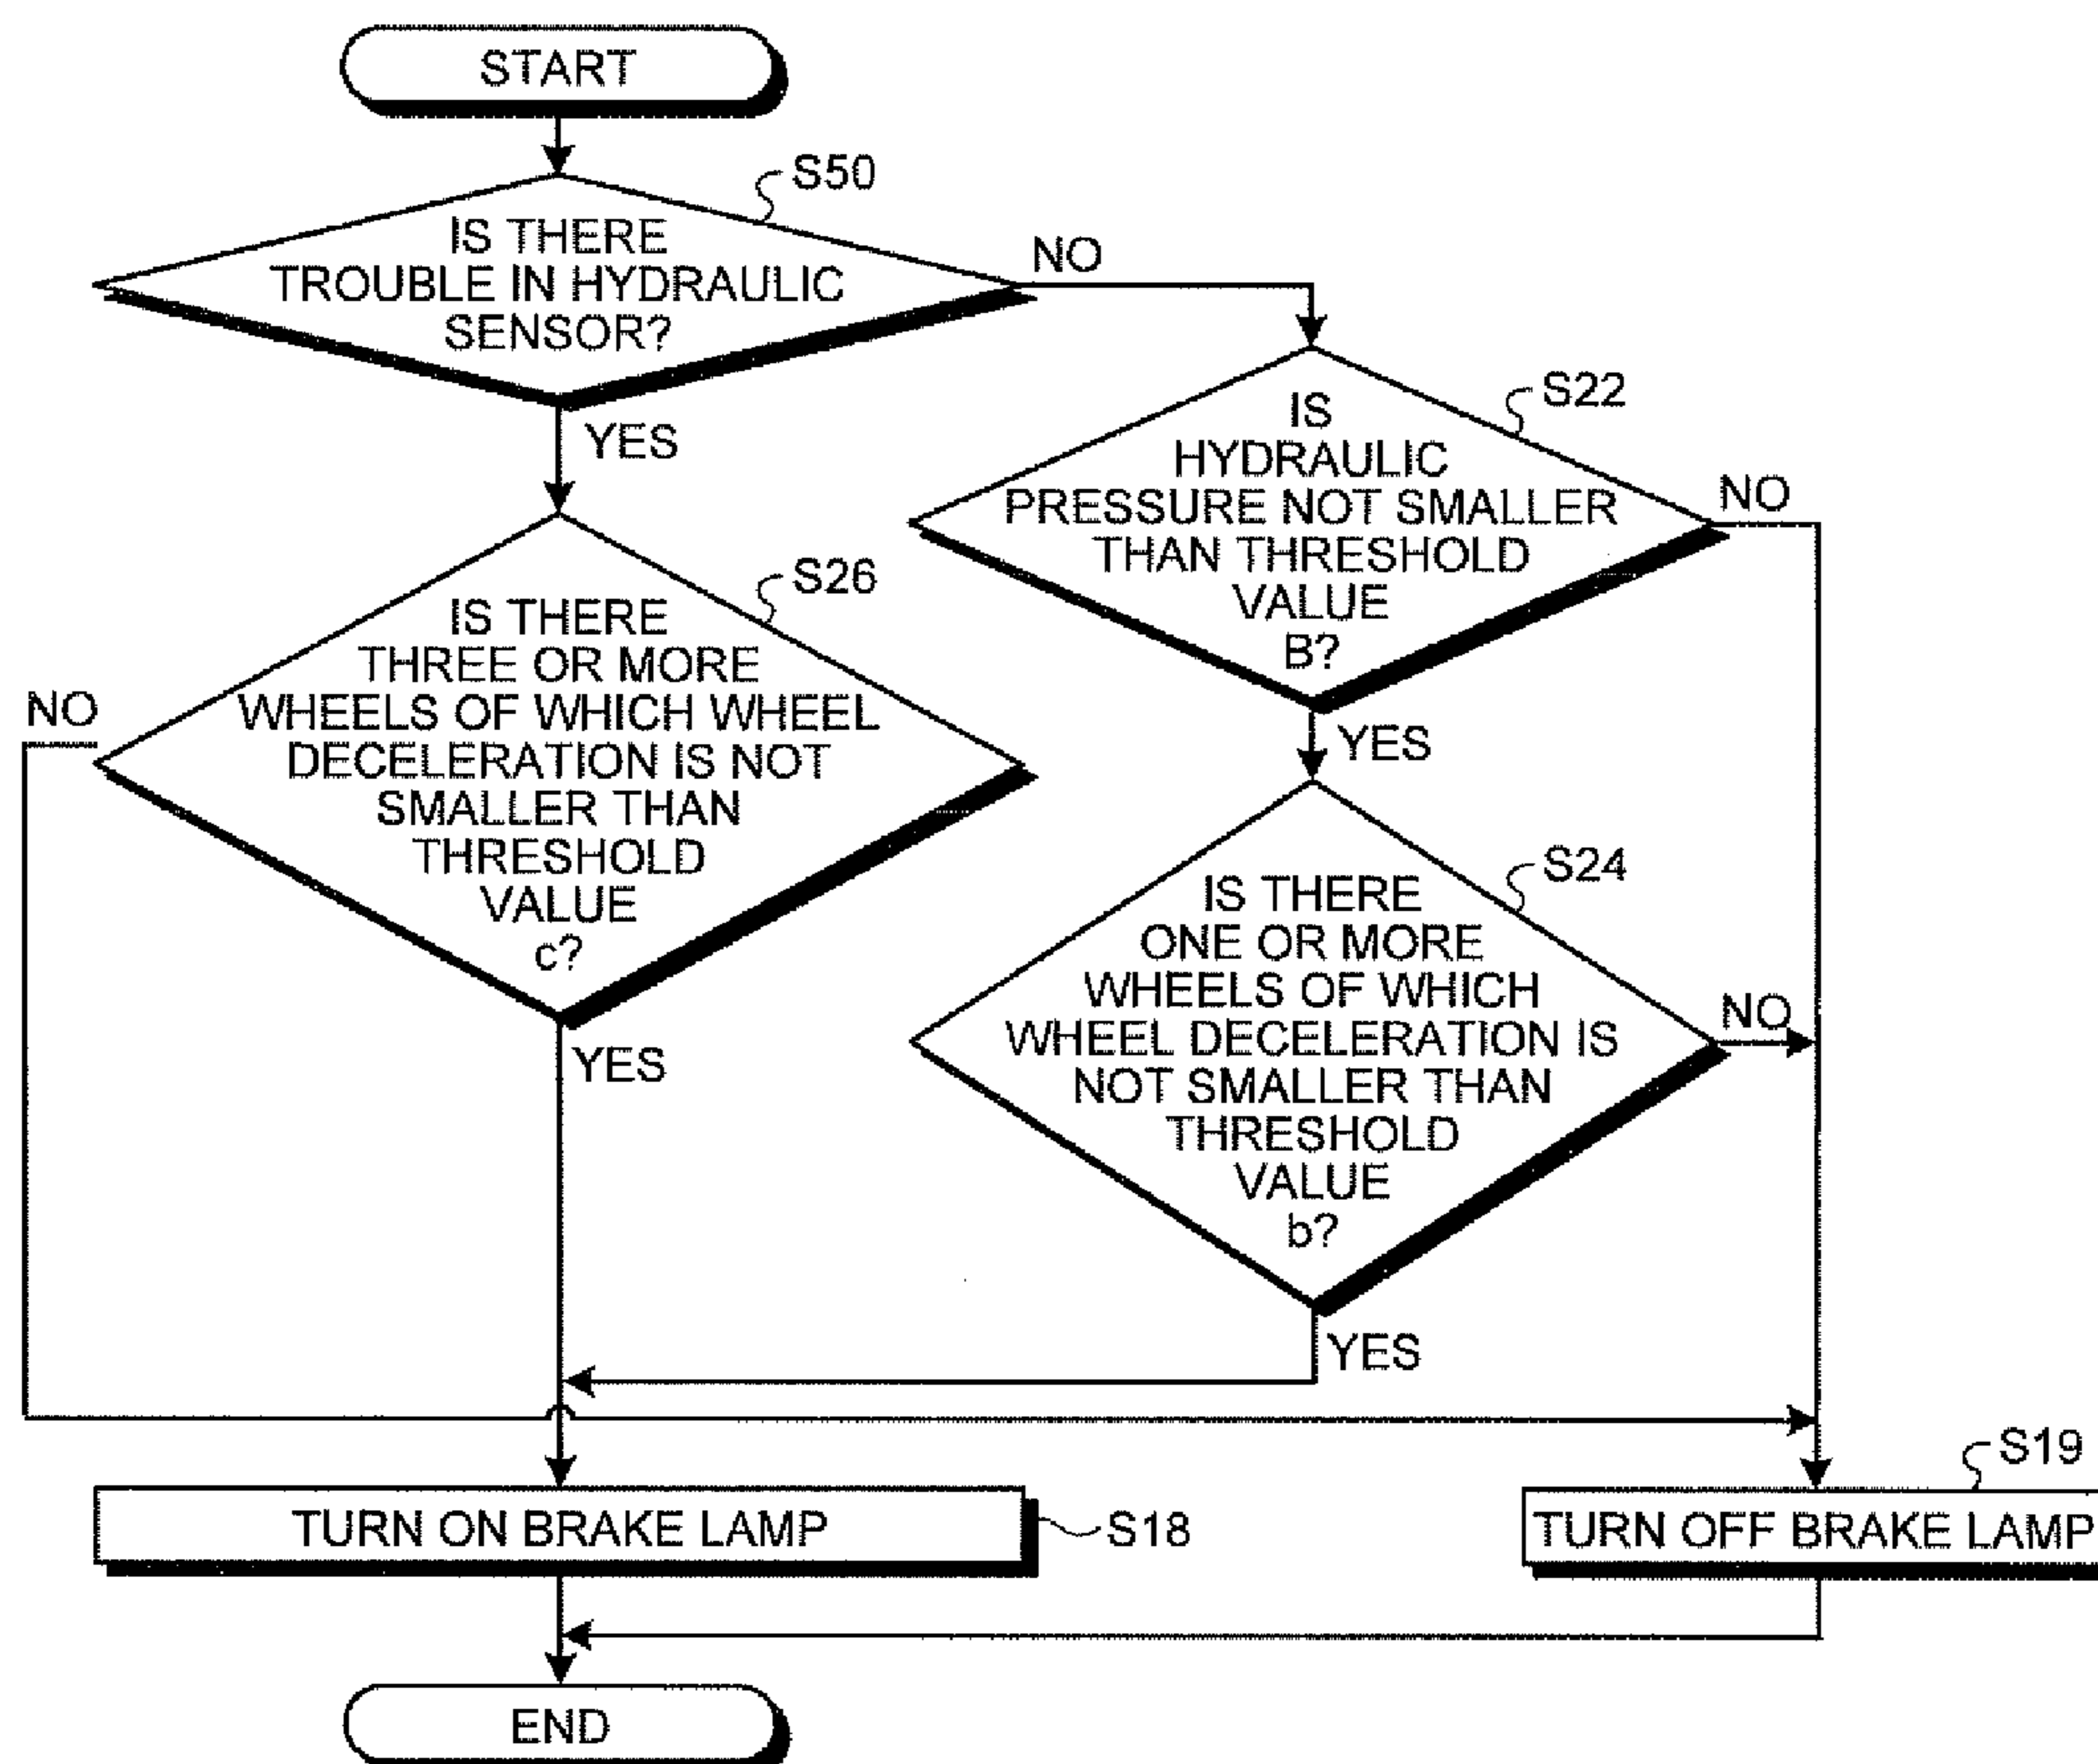 START
S50
IS THERE
TROUBLE IN HYDRAULIC
SENSOR?
NO
YES
S22
IS
HYDRAULIC
PRESSURE NOT SMALLER
THAN THRESHOLD
VALUE
B?
NO
YES
S26
IS THERE
THREE OR MORE
WHEELS OF WHICH WHEEL
DECELERATION IS NOT
SMALLER THAN
THRESHOLD
VALUE
c?
NO
YES
S24
IS THERE
ONE OR MORE
WHEELS OF WHICH
WHEEL DECELERATION IS
NOT SMALLER THAN
THRESHOLD
VALUE
b?
NO
YES
TURN ON BRAKE LAMP
S18
S19
TURN OFF BRAKE LAMP
END